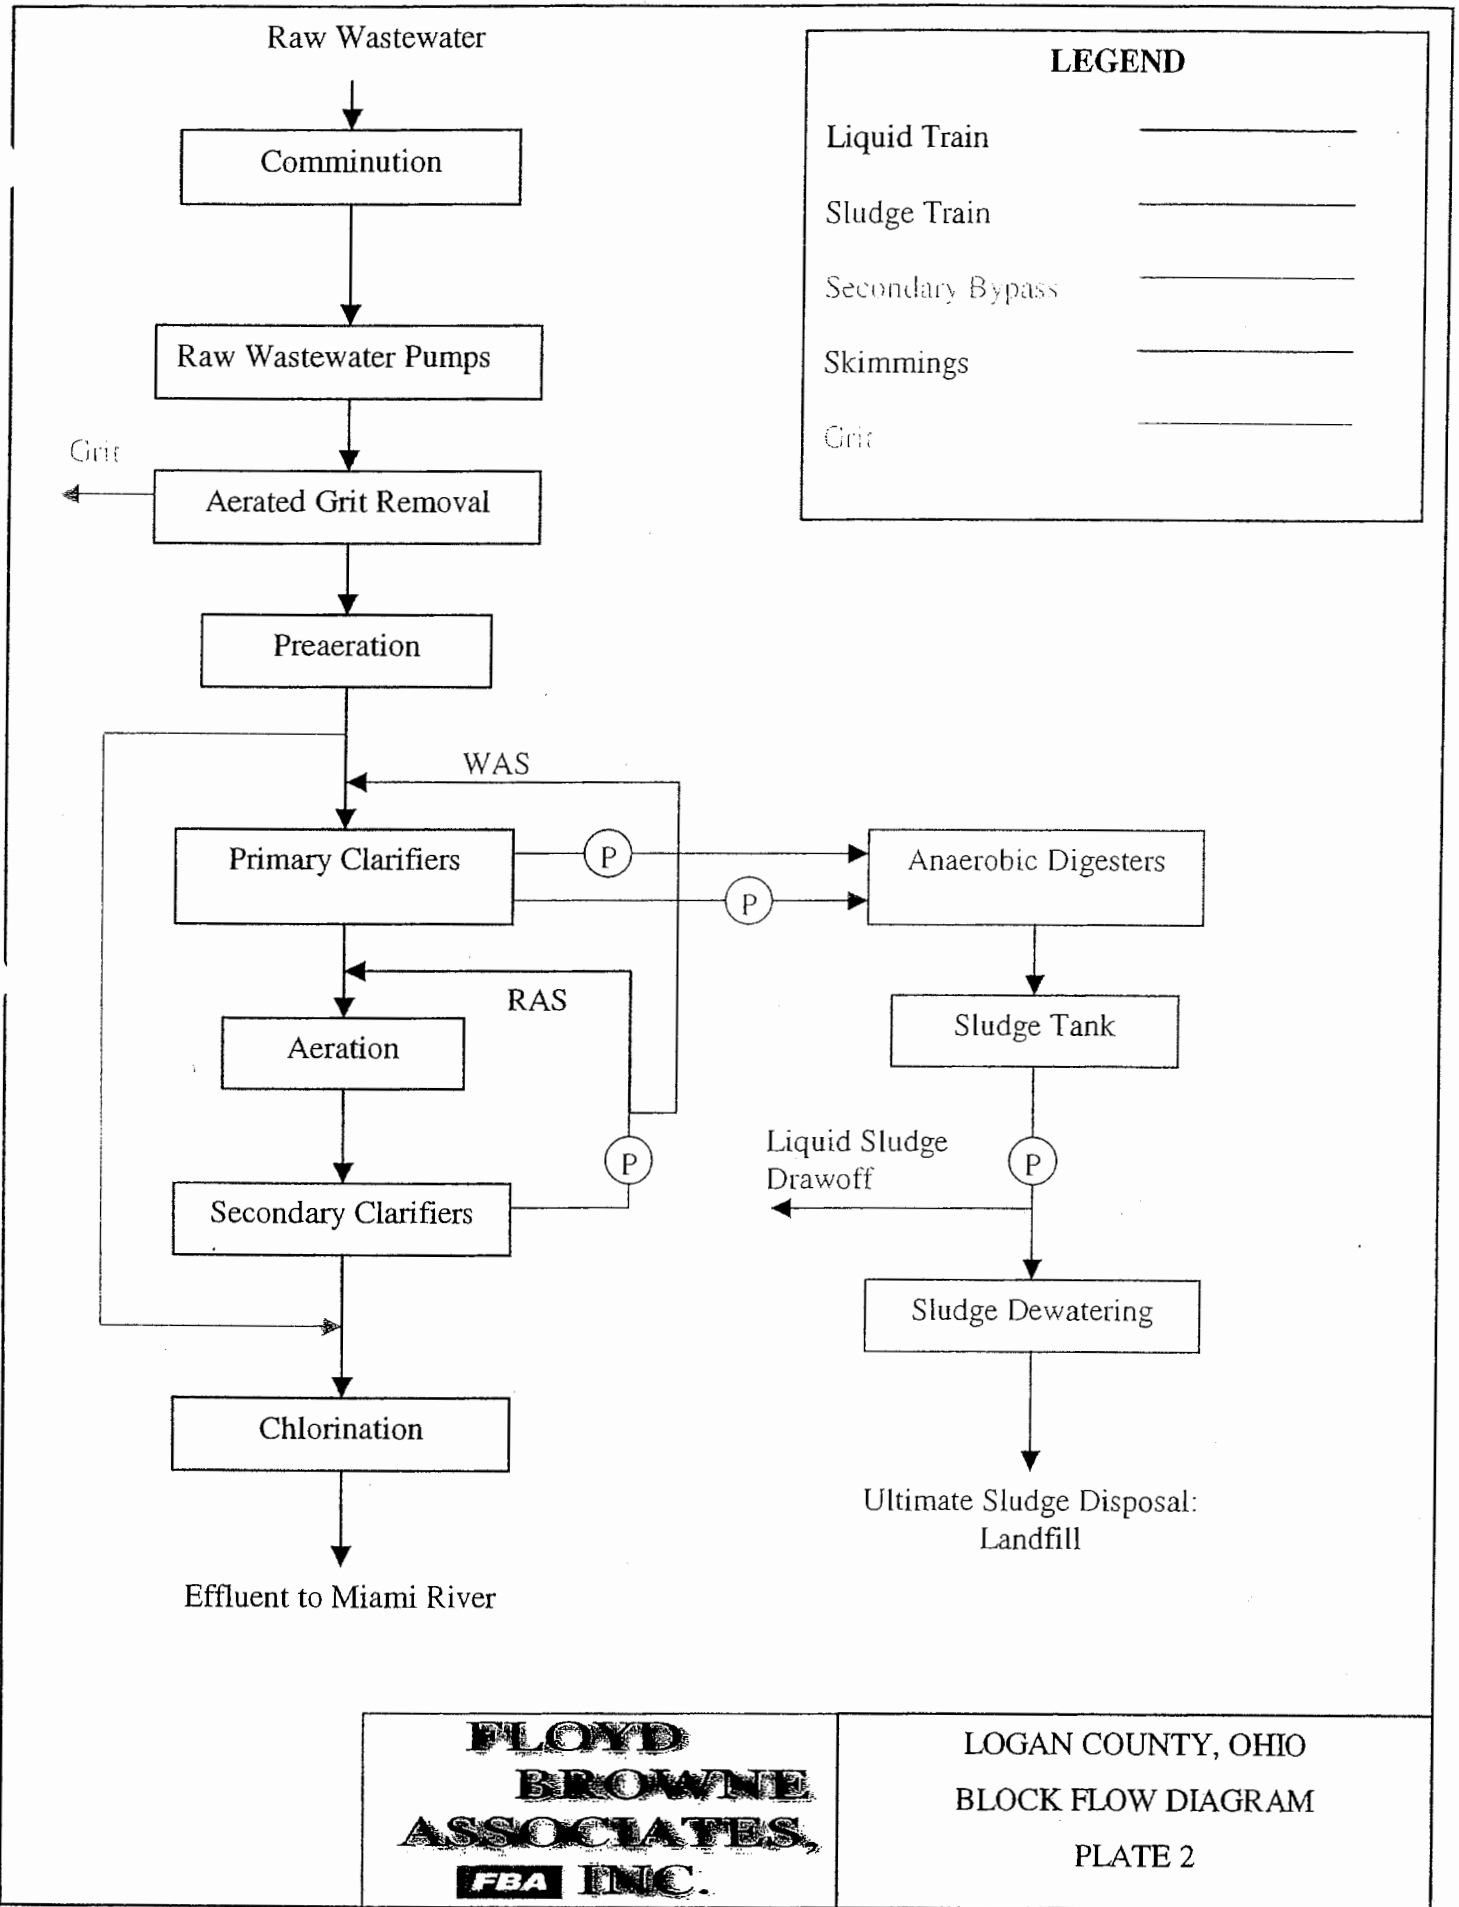 Raw Wastewater
LEGEND
Liquid Train
Sludge Train
Secondary Bypass
Skimmings
Grit
Comminution
Raw Wastewater Pumps
Grit
Aerated Grit Removal
Preaeration
WAS
Primary Clarifiers
P
P
Anaerobic Digesters
RAS
Aeration
Sludge Tank
P
Liquid Sludge
Drawoff
P
Secondary Clarifiers
Sludge Dewatering
Chlorination
Ultimate Sludge Disposal:
Landfill
Effluent to Miami River
FLOYD
BROWNE
ASSOCIATES,
FBA INC.
LOGAN COUNTY, OHIO
BLOCK FLOW DIAGRAM
PLATE 2